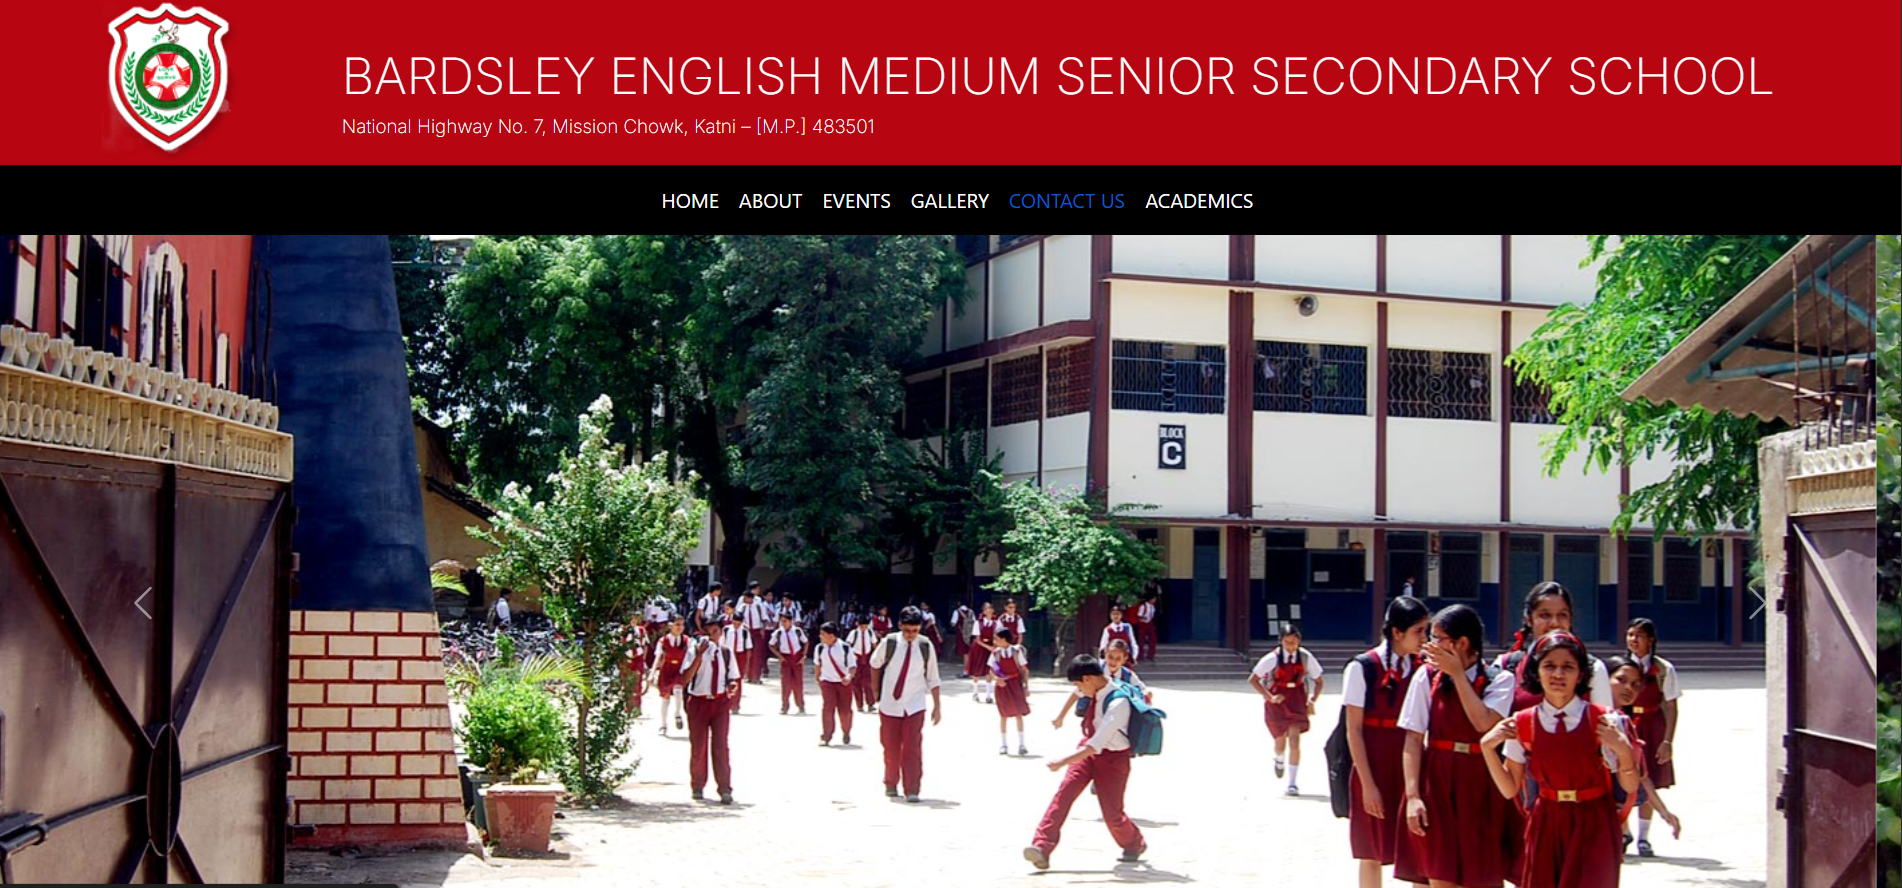 BARDSLEY ENGLISH MEDIUM SENIOR SECONDARY SCHOOL
National Highway No. 7, Mission Chowk, Katni – [M.P.] 483501
HOME ABOUT EVENTS GALLERY CONTACT US ACADEMICS
BLOCK
C